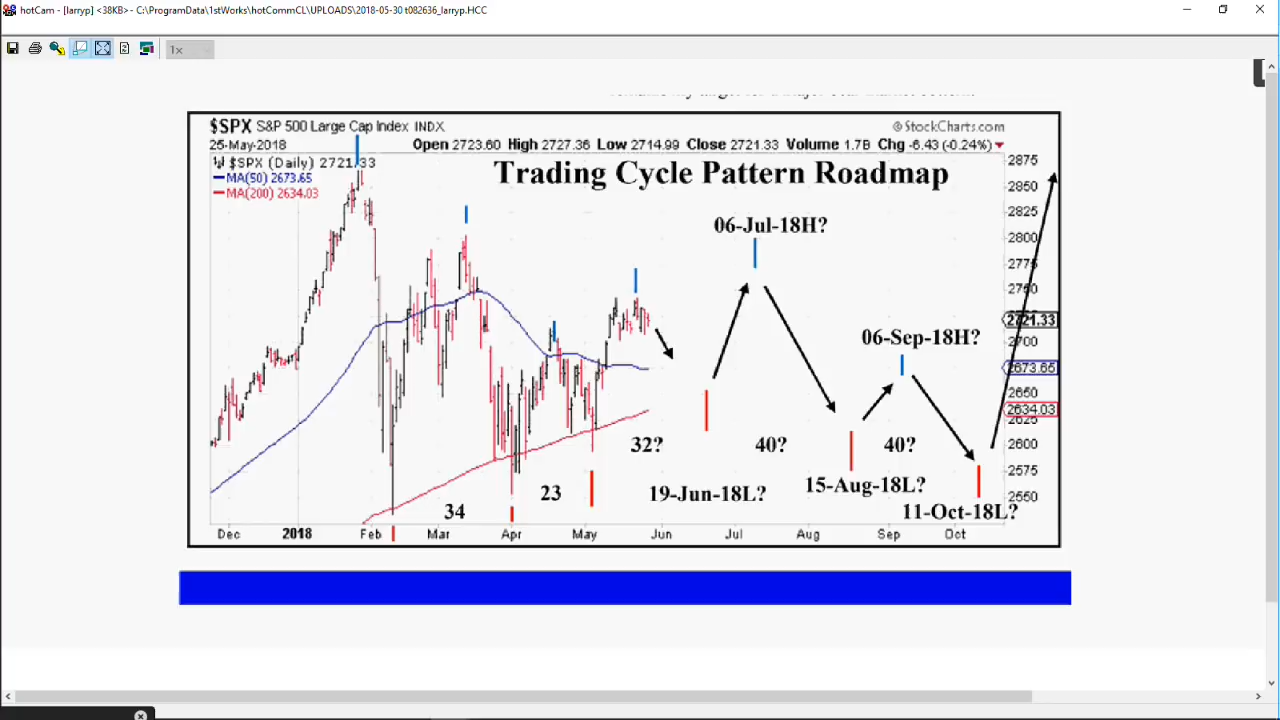 hotCam - [larryp] <38KB> - C:\ProgramData\1stWorks\hotCommCL\UPLOADS\2018-05-30 t082636_larryp.HCC
1x
$SPX S&P 500 Large Cap Index INDX
© StockCharts.com
25-May-2018
Open 2723.60 High 2727.36 Low 2714.99 Close 2721.33 Volume 1.7B Chg -6.43 (-0.24%)
$SPX (Daily) 2721.33
MA(50) 2673.65
MA(200) 2634.03
Trading Cycle Pattern Roadmap
2875
2850
2825
2800
2775
2750
2721.33
2700
2673.65
2650
2634.03
2625
2600
2575
2550
06-Jul-18H?
06-Sep-18H?
32?
40?
40?
19-Jun-18L?
15-Aug-18L?
11-Oct-18L?
34
23
Dec 2018 Feb Mar Apr May Jun Jul Aug Sep Oct